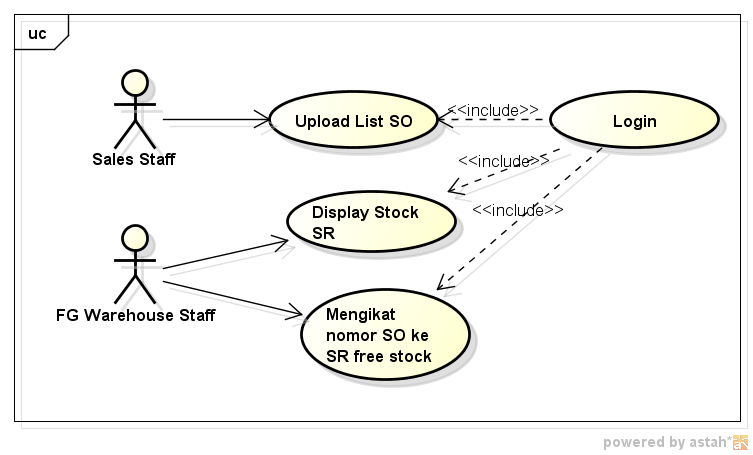 uc
Sales Staff
Upload List SO
<<include>>
Login
<<include>>
Display Stock
SR
<<include>>
FG Warehouse Staff
Mengikat
nomor SO ke
SR free stock
powered by astah*